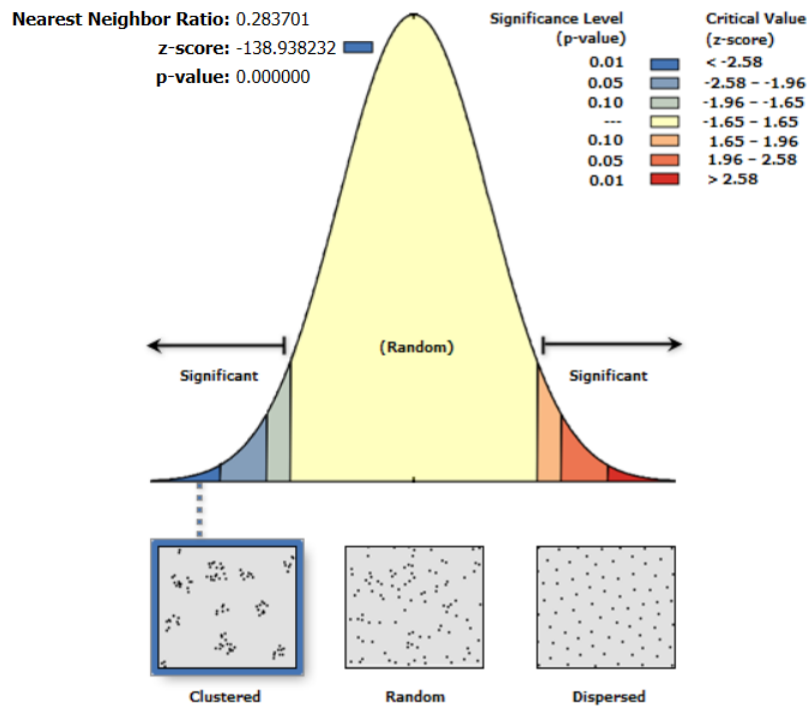 Nearest Neighbor Ratio: 0.283701
z-score: -138.938232
p-value: 0.000000
Significance Level
(p-value)
Critical Value
(z-score)
0.01 < -2.58
0.05 -2.58 – -1.96
0.10 -1.96 – -1.65
--- -1.65 – 1.65
0.10 1.65 – 1.96
0.05 1.96 – 2.58
0.01 > 2.58
(Random)
Significant
Significant
Clustered
Random
Dispersed